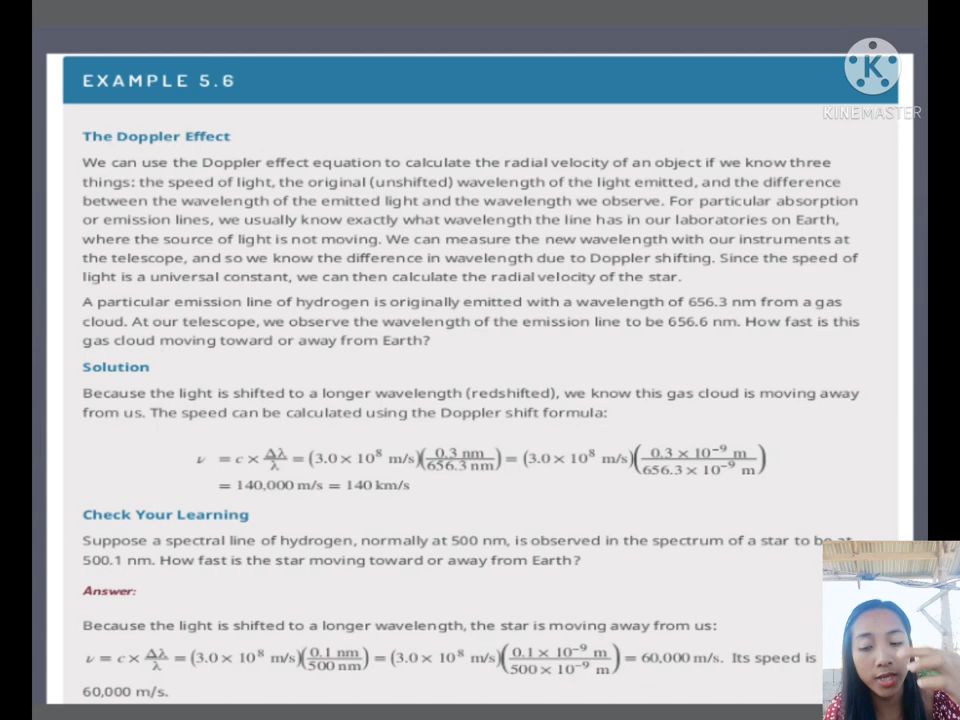 EXAMPLE 5.6
K
KINEMASTER
The Doppler Effect
We can use the Doppler effect equation to calculate the radial velocity of an object if we know three
things: the speed of light, the original (unshifted) wavelength of the light emitted, and the difference
between the wavelength of the emitted light and the wavelength we observe. For particular absorption
or emission lines, we usually know exactly what wavelength the line has in our laboratories on Earth,
where the source of light is not moving. We can measure the new wavelength with our instruments at
the telescope, and so we know the difference in wavelength due to Doppler shifting. Since the speed of
light is a universal constant, we can then calculate the radial velocity of the star.
A particular emission line of hydrogen is originally emitted with a wavelength of 656.3 nm from a gas
cloud. At our telescope, we observe the wavelength of the emission line to be 656.6 nm. How fast is this
gas cloud moving toward or away from Earth?
Solution
Because the light is shifted to a longer wavelength (redshifted), we know this gas cloud is moving away
from us. The speed can be calculated using the Doppler shift formula:
ν = c × Δλ/λ = (3.0 × 10⁸ m/s)(0.3 nm/656.3 nm) = (3.0 × 10⁸ m/s)(0.3 × 10⁻⁹ m/656.3 × 10⁻⁹ m)
= 140,000 m/s = 140 km/s
Check Your Learning
Suppose a spectral line of hydrogen, normally at 500 nm, is observed in the spectrum of a star to be at
500.1 nm. How fast is the star moving toward or away from Earth?
Answer:
Because the light is shifted to a longer wavelength, the star is moving away from us:
ν = c × Δλ/λ = (3.0 × 10⁸ m/s)(0.1 nm/500 nm) = (3.0 × 10⁸ m/s)(0.1 × 10⁻⁹ m/500 × 10⁻⁹ m) = 60,000 m/s. Its speed is
60,000 m/s.